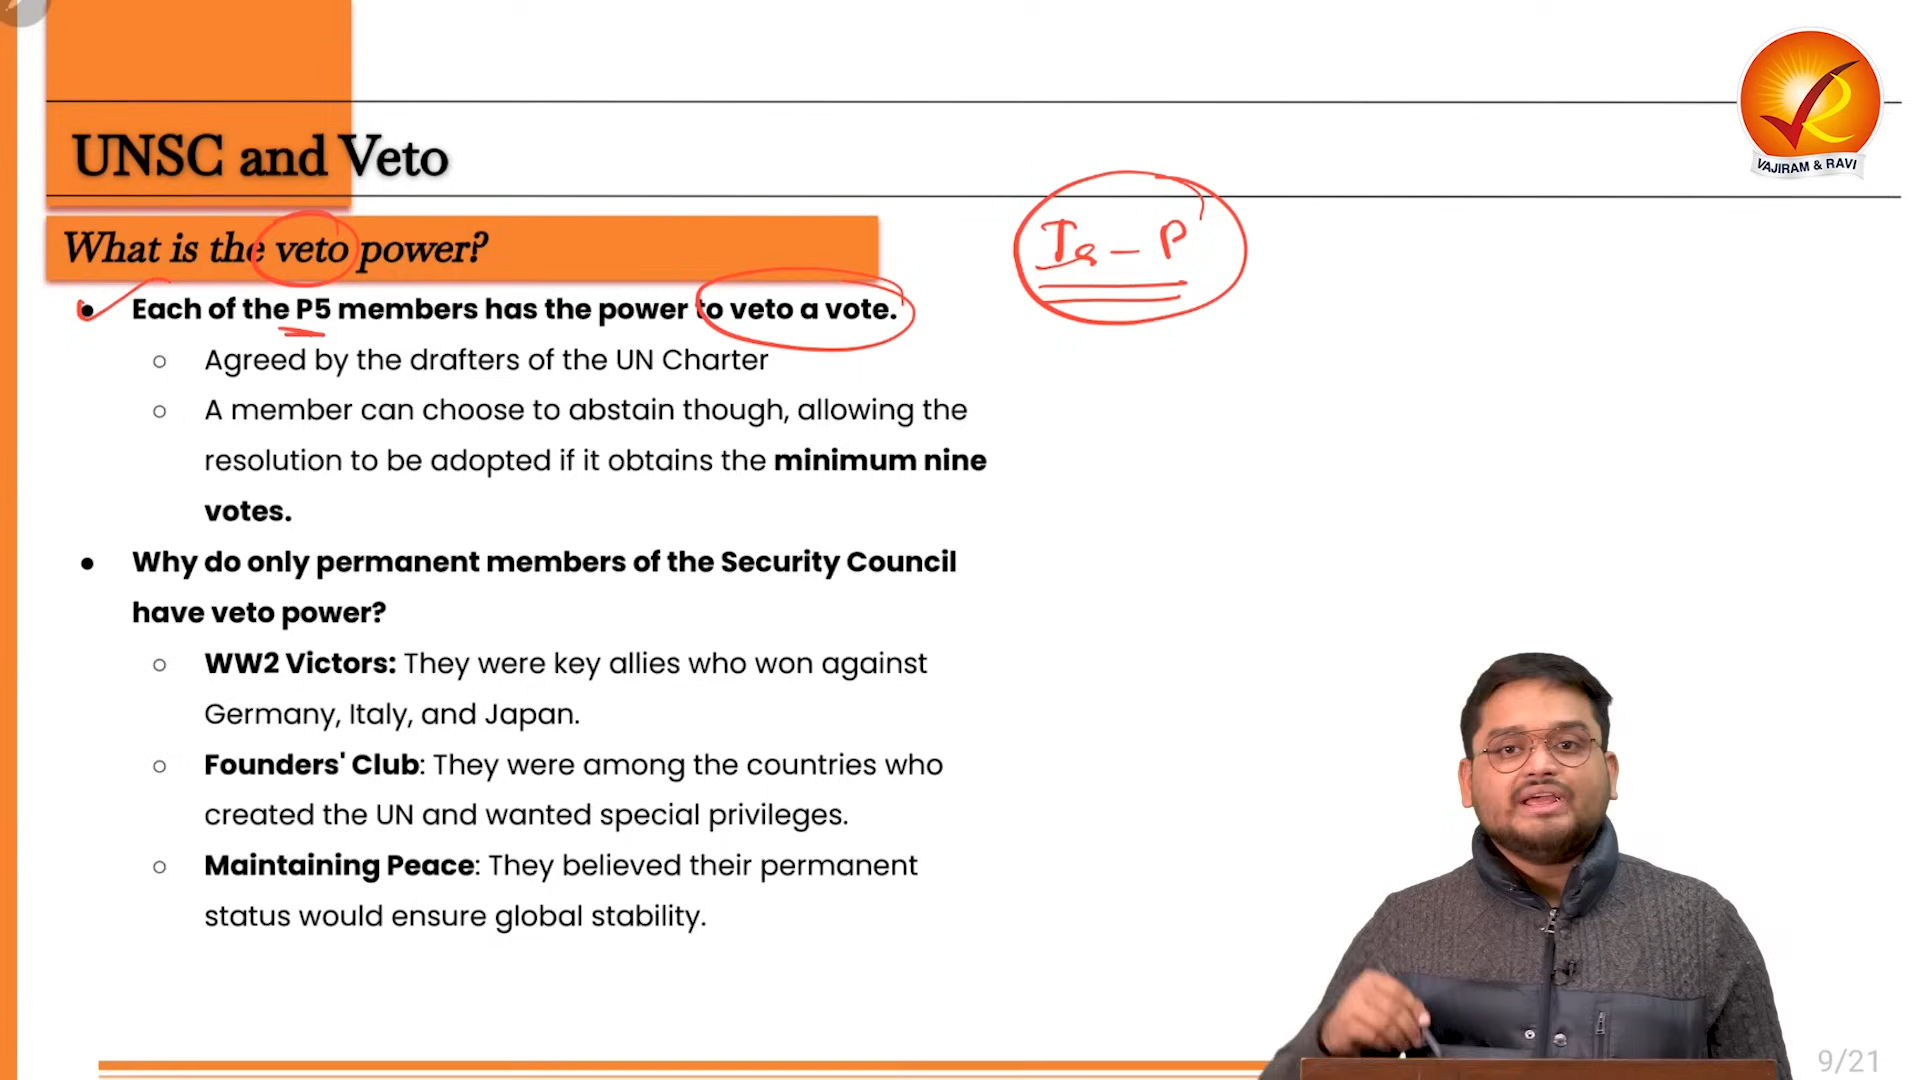 UNSC and Veto
VAJIRAM & RAVI
What is the veto power?
Is - P
● Each of the P5 members has the power to veto a vote.
○ Agreed by the drafters of the UN Charter
○ A member can choose to abstain though, allowing the
resolution to be adopted if it obtains the minimum nine
votes.
● Why do only permanent members of the Security Council
have veto power?
○ WW2 Victors: They were key allies who won against
Germany, Italy, and Japan.
○ Founders' Club: They were among the countries who
created the UN and wanted special privileges.
○ Maintaining Peace: They believed their permanent
status would ensure global stability.
9/21